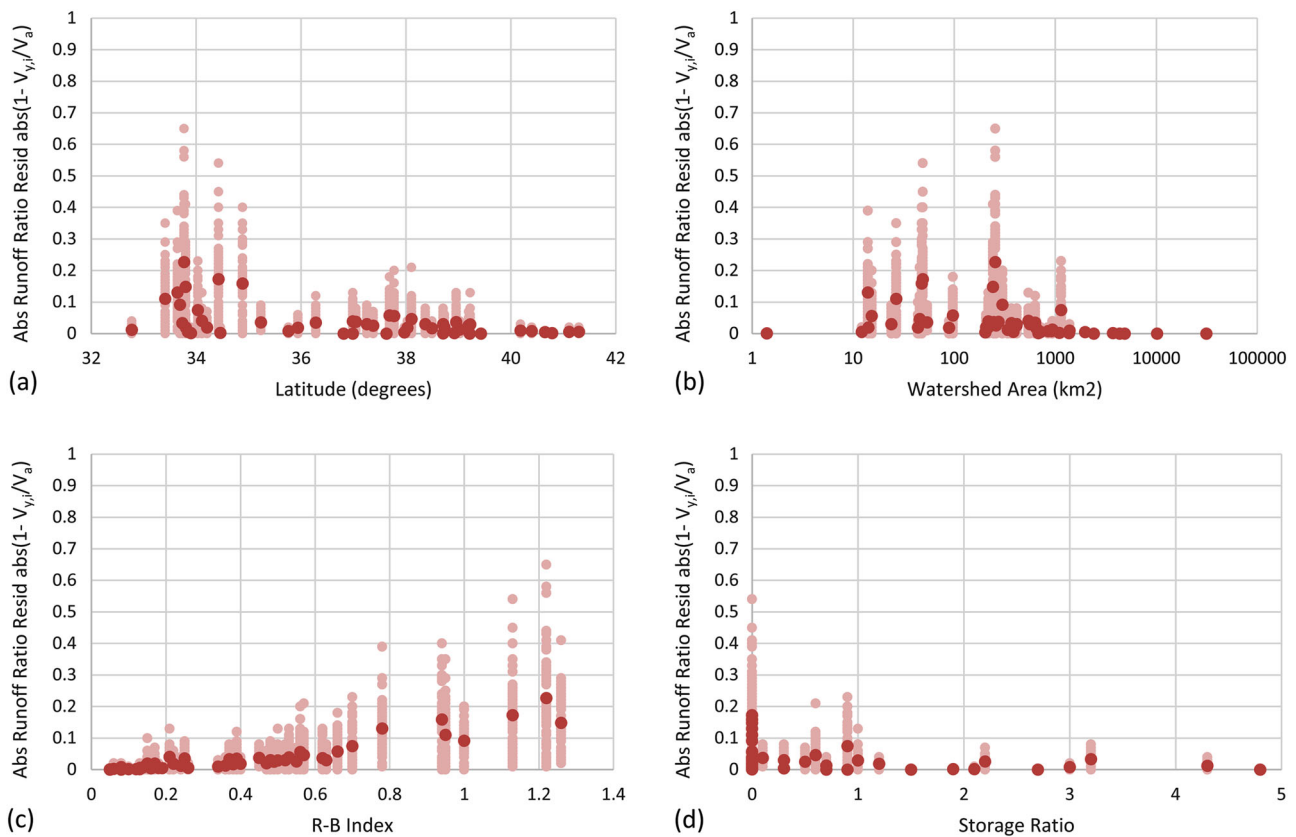 Abs Runoff Ratio Resid abs(1- Vy,i/Va)
1
0.9
0.8
0.7
0.6
0.5
0.4
0.3
0.2
0.1
0
32 34 36 38 40 42
(a)
Latitude (degrees)
Abs Runoff Ratio Resid abs(1- Vy,i/Va)
1
0.9
0.8
0.7
0.6
0.5
0.4
0.3
0.2
0.1
0
1 10 100 1000 10000 100000
(b)
Watershed Area (km2)
Abs Runoff Ratio Resid abs(1- Vy,i/Va)
1
0.9
0.8
0.7
0.6
0.5
0.4
0.3
0.2
0.1
0
0 0.2 0.4 0.6 0.8 1 1.2 1.4
(c)
R-B Index
Abs Runoff Ratio Resid abs(1- Vy,i/Va)
1
0.9
0.8
0.7
0.6
0.5
0.4
0.3
0.2
0.1
0
0 1 2 3 4 5
(d)
Storage Ratio